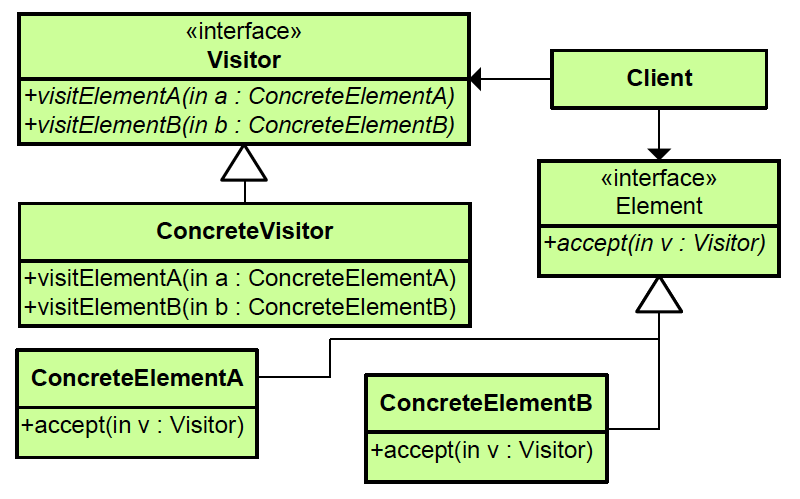 «interface»
Visitor
+visitElementA(in a : ConcreteElementA)
+visitElementB(in b : ConcreteElementB)
Client
«interface»
Element
+accept(in v : Visitor)
ConcreteVisitor
+visitElementA(in a : ConcreteElementA)
+visitElementB(in b : ConcreteElementB)
ConcreteElementA
+accept(in v : Visitor)
ConcreteElementB
+accept(in v : Visitor)